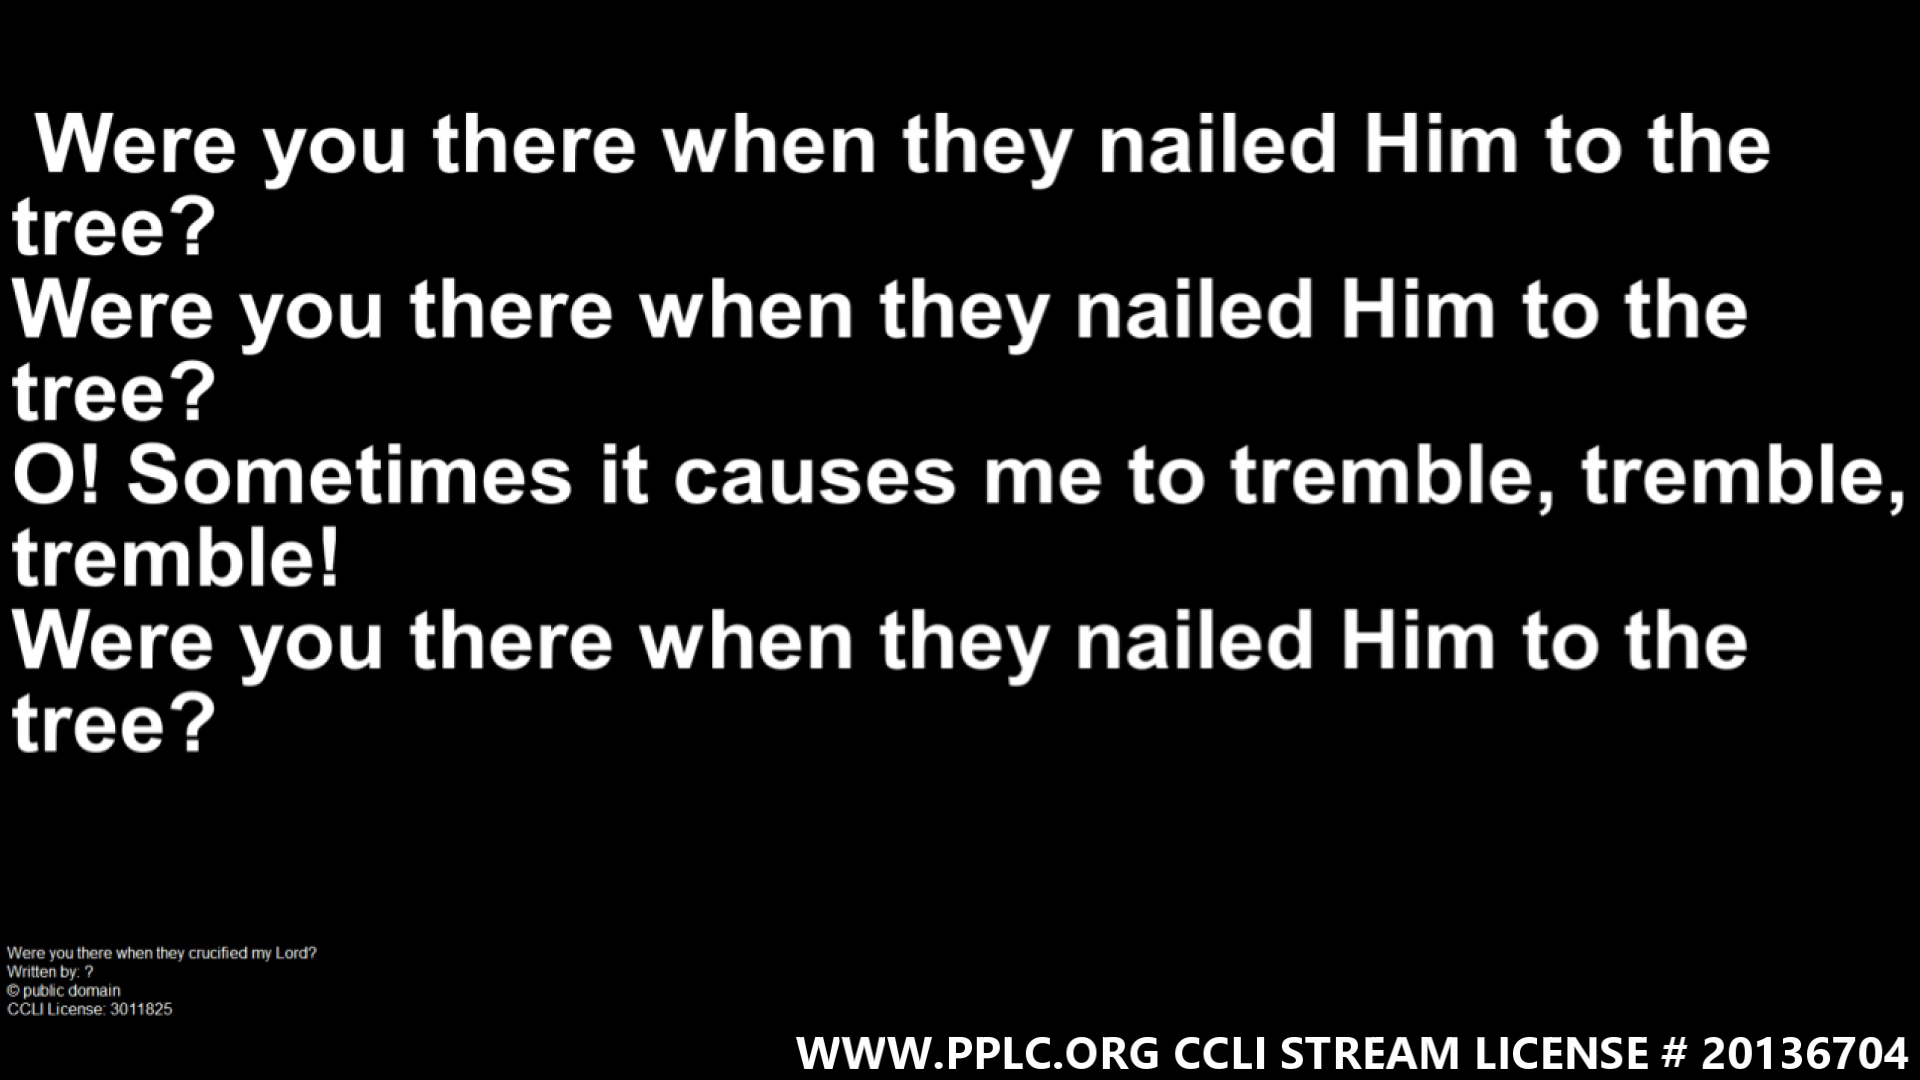 Were you there when they nailed Him to the
tree?
Were you there when they nailed Him to the
tree?
O! Sometimes it causes me to tremble, tremble,
tremble!
Were you there when they nailed Him to the
tree?
Were you there when they crucified my Lord?
Written by: ?
© public domain
CCLI License: 3011825
WWW.PPLC.ORG CCLI STREAM LICENSE # 20136704